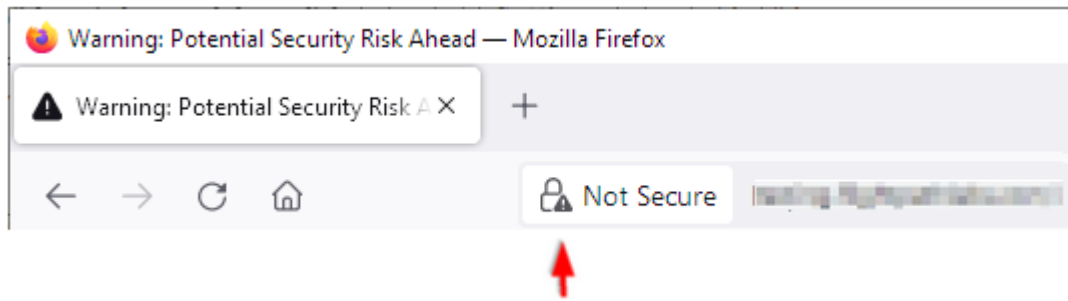 Warning: Potential Security Risk Ahead — Mozilla Firefox
Warning: Potential Security Risk
Not Secure